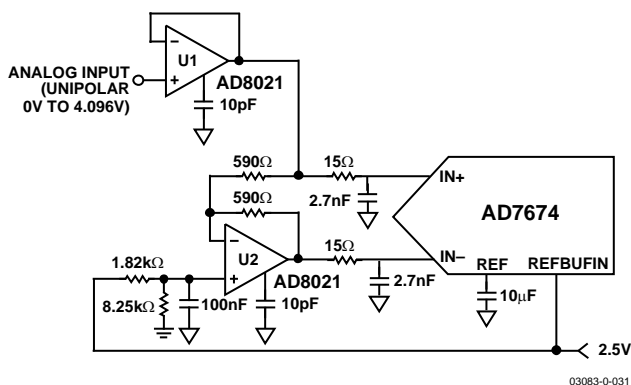 U1
ANALOG INPUT
(UNIPOLAR
0V TO 4.096V)
AD8021
10pF
590Ω
15Ω
IN+
590Ω
2.7nF
AD7674
15Ω
IN–
U2
1.82kΩ
AD8021
REF
REFBUFIN
8.25kΩ
100nF
10pF
2.7nF
10μF
2.5V
03083-0-031